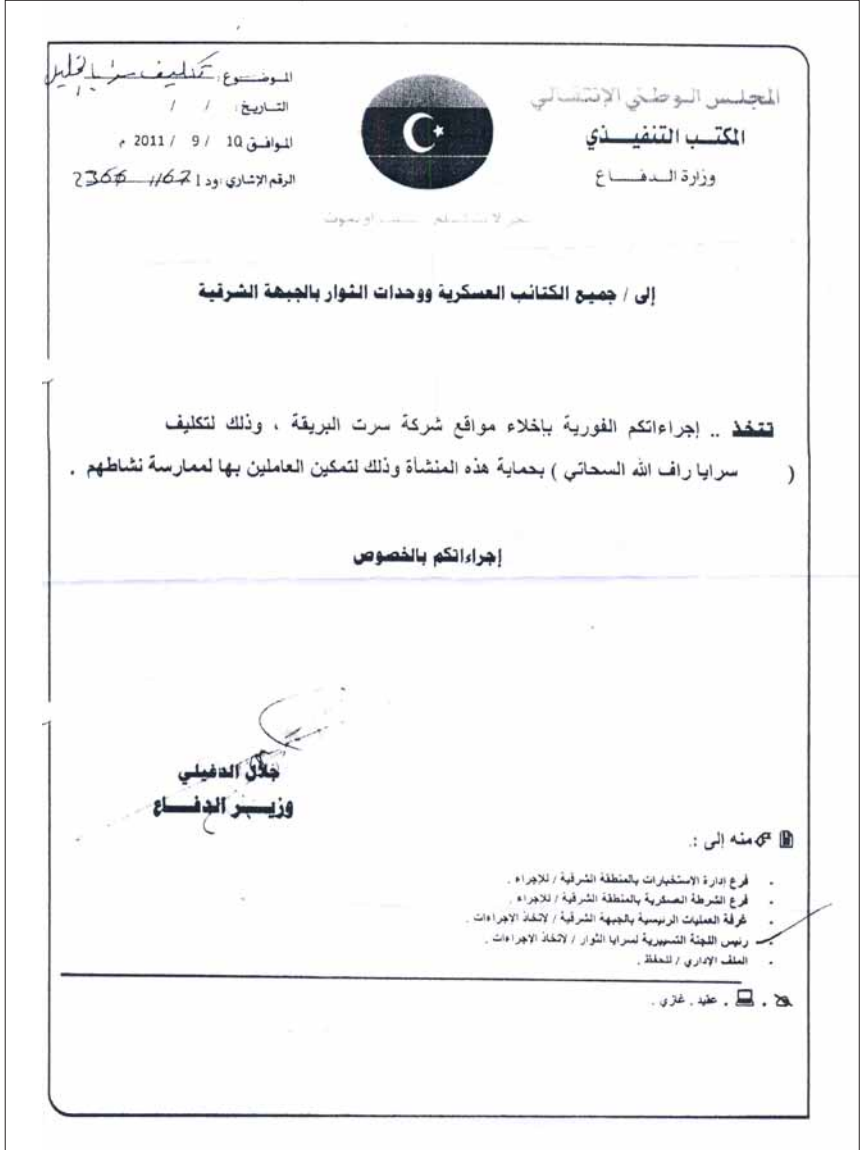 المجلس الوطني الإنتقالي
المكتب التنفيذي
وزارة الدفاع
الموضوع: تكليف سرايا
التاريخ: / /
الموافق 10 / 9 / 2011 م
الرقم الإشاري :ود 1
إلى / جميع الكتائب العسكرية ووحدات الثوار بالجبهة الشرقية
تتخذ .. إجراءاتكم الفورية بإخلاء مواقع شركة سرت البريقة ، وذلك لتكليف
( سرايا راف الله السحاتي ) بحماية هذه المنشأة وذلك لتمكين العاملين بها لممارسة نشاطهم .
إجراءاتكم بالخصوص
جلال الدغيلي
وزير الدفاع
منه إلى :.
• فرع إدارة الاستخبارات بالمنطقة الشرقية / للإجراء .
• فرع الشرطة العسكرية بالمنطقة الشرقية / للإجراء .
• غرفة العمليات الرئيسية بالجبهة الشرقية / لاتخاذ الإجراءات .
• رئيس اللجنة التسييرية لسرايا الثوار / لاتخاذ الإجراءات .
• الملف الإداري / للحفظ .
عقيد . غازي .